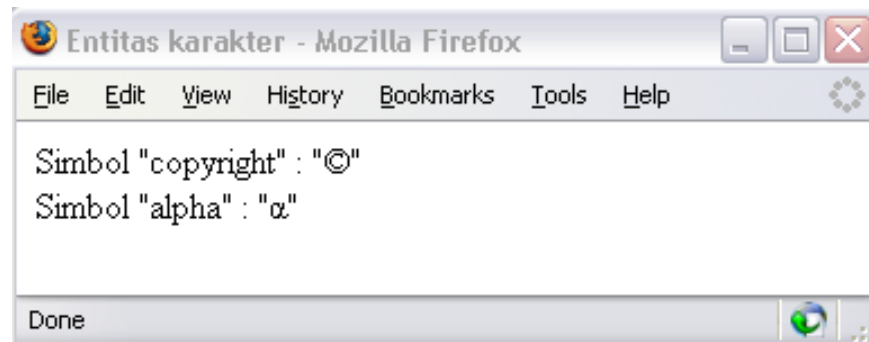 Entitas karakter - Mozilla Firefox
File Edit View History Bookmarks Tools Help
Simbol "copyright" : "©"
Simbol "alpha" : "α"
Done